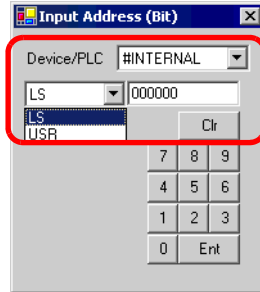 Input Address (Bit)
Device/PLC #INTERNAL
LS 000000
LS
USR
Clr
7 8 9
4 5 6
1 2 3
0 Ent